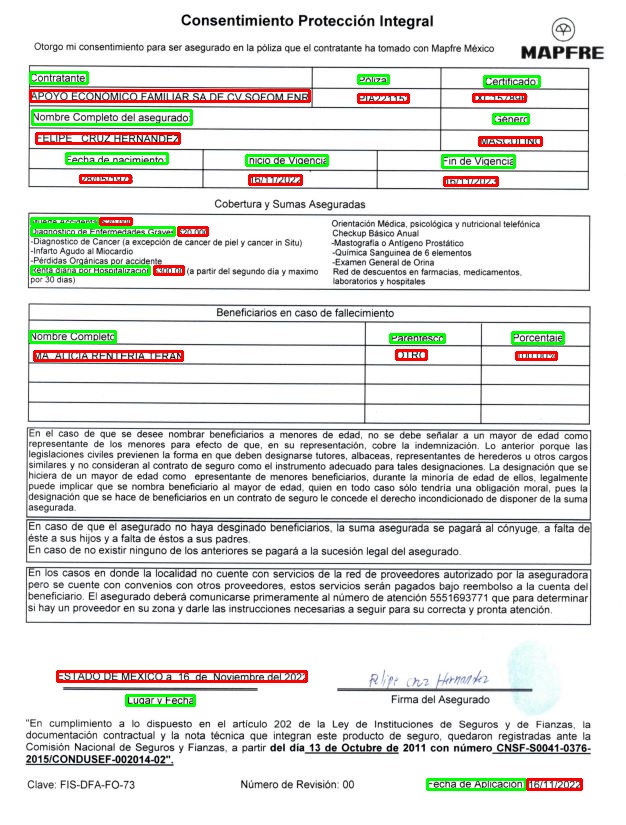 Consentimiento Protección Integral
Otorgo mi consentimiento para ser asegurado en la póliza que el contratante ha tomado con Mapfre México
MAPFRE
Contratante Póliza Certificado
APOYO ECONOMICO FAMILIAR SA DE CV SOFOM ENR
Nombre Completo del asegurado: Género
FELIPE CRUZ HERNANDEZ MASCULINO
Fecha de nacimiento: Inicio de Vigencia Fin de Vigencia
16/11/2022 16/11/2023
Cobertura y Sumas Aseguradas
Diagnostico de Enfermedades Graves $20,000
-Diagnostico de Cancer (a excepción de cancer de piel y cancer in Situ)
-Infarto Agudo al Miocardio
-Pérdidas Orgánicas por accidente
Renta diaria por Hospitalización $300.00 (a partir del segundo día y maximo
por 30 dias)
Orientación Médica, psicológica y nutricional telefónica
Checkup Básico Anual
-Mastografía o Antígeno Prostático
-Química Sanguinea de 6 elementos
-Examen General de Orina
Red de descuentos en farmacias, medicamentos,
laboratorios y hospitales
Beneficiarios en caso de fallecimiento
Nombre Completo Parentesco Porcentaje
MA. ALICIA RENTERIA TERAN OTRO 100.00%
En el caso de que se desee nombrar beneficiarios a menores de edad, no se debe señalar a un mayor de edad como
representante de los menores para efecto de que, en su representación, cobre la indemnización. Lo anterior porque las
legislaciones civiles previenen la forma en que deben designarse tutores, albaceas, representantes de herederos u otros cargos
similares y no consideran al contrato de seguro como el instrumento adecuado para tales designaciones. La designación que se
hiciera de un mayor de edad como epresentante de menores beneficiarios, durante la minoría de edad de ellos, legalmente
puede implicar que se nombra beneficiario al mayor de edad, quien en todo caso sólo tendría una obligación moral, pues la
designación que se hace de beneficiarios en un contrato de seguro le concede el derecho incondicionado de disponer de la suma
asegurada.
En caso de que el asegurado no haya desginado beneficiarios, la suma asegurada se pagará al cónyuge, a falta de
éste a sus hijos y a falta de éstos a sus padres.
En caso de no existir ninguno de los anteriores se pagará a la sucesión legal del asegurado.
En los casos en donde la localidad no cuente con servicios de la red de proveedores autorizado por la aseguradora
pero se cuente con convenios con otros proveedores, estos servicios serán pagados bajo reembolso a la cuenta del
beneficiario. El asegurado deberá comunicarse primeramente al número de atención 5551693771 que para determinar
si hay un proveedor en su zona y darle las instrucciones necesarias a seguir para su correcta y pronta atención.
ESTADO DE MEXICO a 16 de Noviembre del 2022 Felipe Cruz Hernandez
Lugar y Fecha Firma del Asegurado
"En cumplimiento a lo dispuesto en el artículo 202 de la Ley de Instituciones de Seguros y de Fianzas, la
documentación contractual y la nota técnica que integran este producto de seguro, quedaron registradas ante la
Comisión Nacional de Seguros y Fianzas, a partir del día 13 de Octubre de 2011 con número CNSF-S0041-0376-
2015/CONDUSEF-002014-02".
Clave: FIS-DFA-FO-73 Número de Revisión: 00 Fecha de Aplicación 16/11/2022